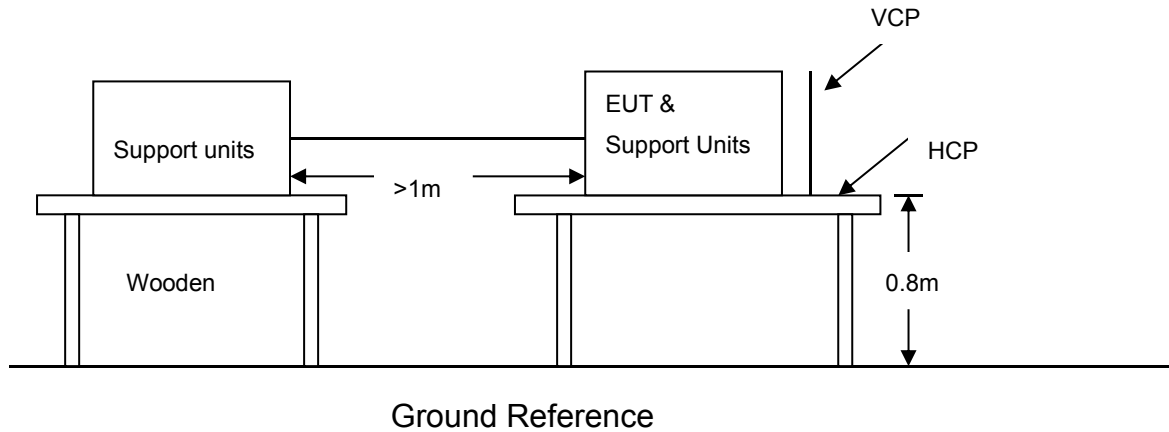 VCP
EUT &
Support Units
Support units
HCP
>1m
Wooden
0.8m
Ground Reference